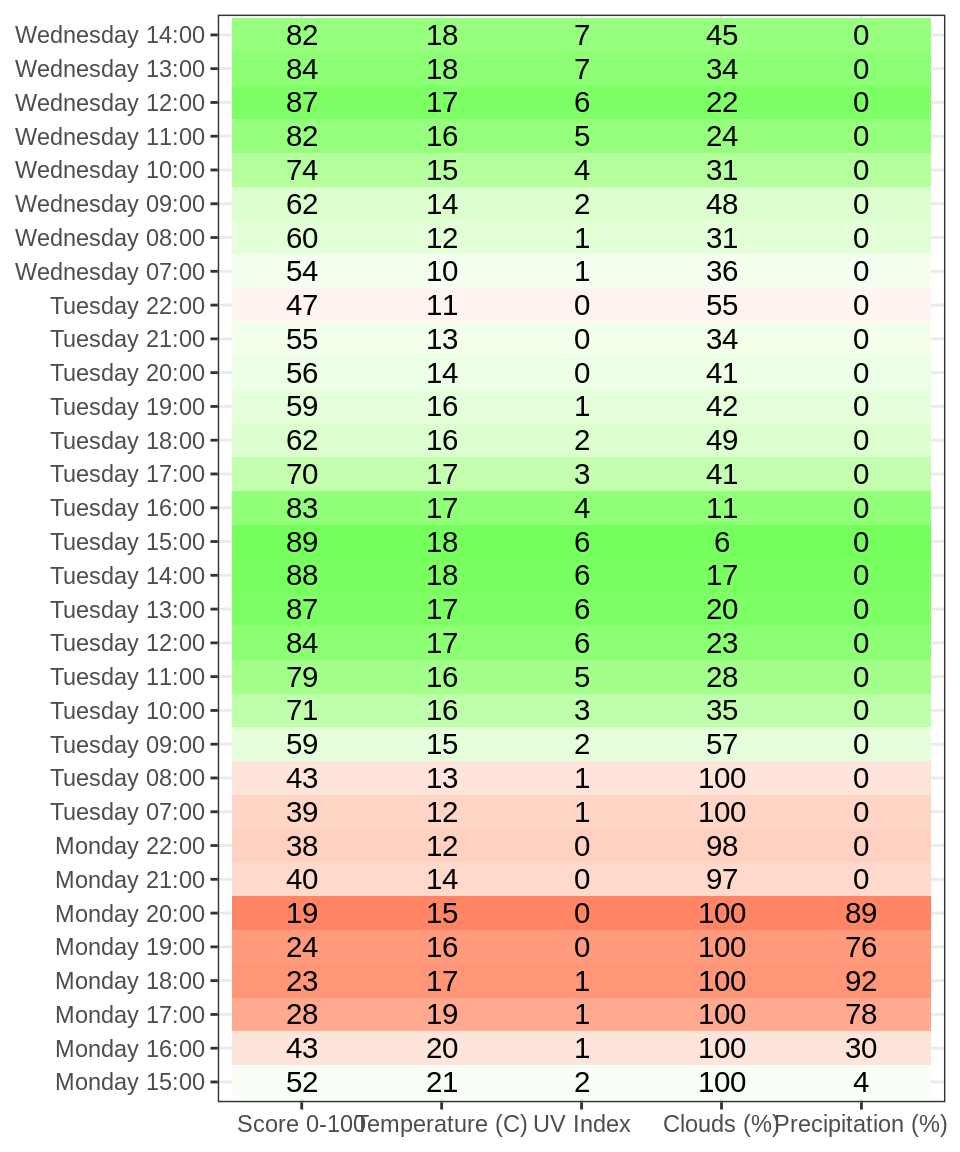 Wednesday 14:00 82 18 7 45 0
Wednesday 13:00 84 18 7 34 0
Wednesday 12:00 87 17 6 22 0
Wednesday 11:00 82 16 5 24 0
Wednesday 10:00 74 15 4 31 0
Wednesday 09:00 62 14 2 48 0
Wednesday 08:00 60 12 1 31 0
Wednesday 07:00 54 10 1 36 0
Tuesday 22:00 47 11 0 55 0
Tuesday 21:00 55 13 0 34 0
Tuesday 20:00 56 14 0 41 0
Tuesday 19:00 59 16 1 42 0
Tuesday 18:00 62 16 2 49 0
Tuesday 17:00 70 17 3 41 0
Tuesday 16:00 83 17 4 11 0
Tuesday 15:00 89 18 6 6 0
Tuesday 14:00 88 18 6 17 0
Tuesday 13:00 87 17 6 20 0
Tuesday 12:00 84 17 6 23 0
Tuesday 11:00 79 16 5 28 0
Tuesday 10:00 71 16 3 35 0
Tuesday 09:00 59 15 2 57 0
Tuesday 08:00 43 13 1 100 0
Tuesday 07:00 39 12 1 100 0
Monday 22:00 38 12 0 98 0
Monday 21:00 40 14 0 97 0
Monday 20:00 19 15 0 100 89
Monday 19:00 24 16 0 100 76
Monday 18:00 23 17 1 100 92
Monday 17:00 28 19 1 100 78
Monday 16:00 43 20 1 100 30
Monday 15:00 52 21 2 100 4
Score 0-100 Temperature (C) UV Index Clouds (%) Precipitation (%)